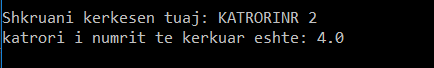 Shkruani kerkesen tuaj: KATRORINR 2
katrori i numrit te kerkuar eshte: 4.0